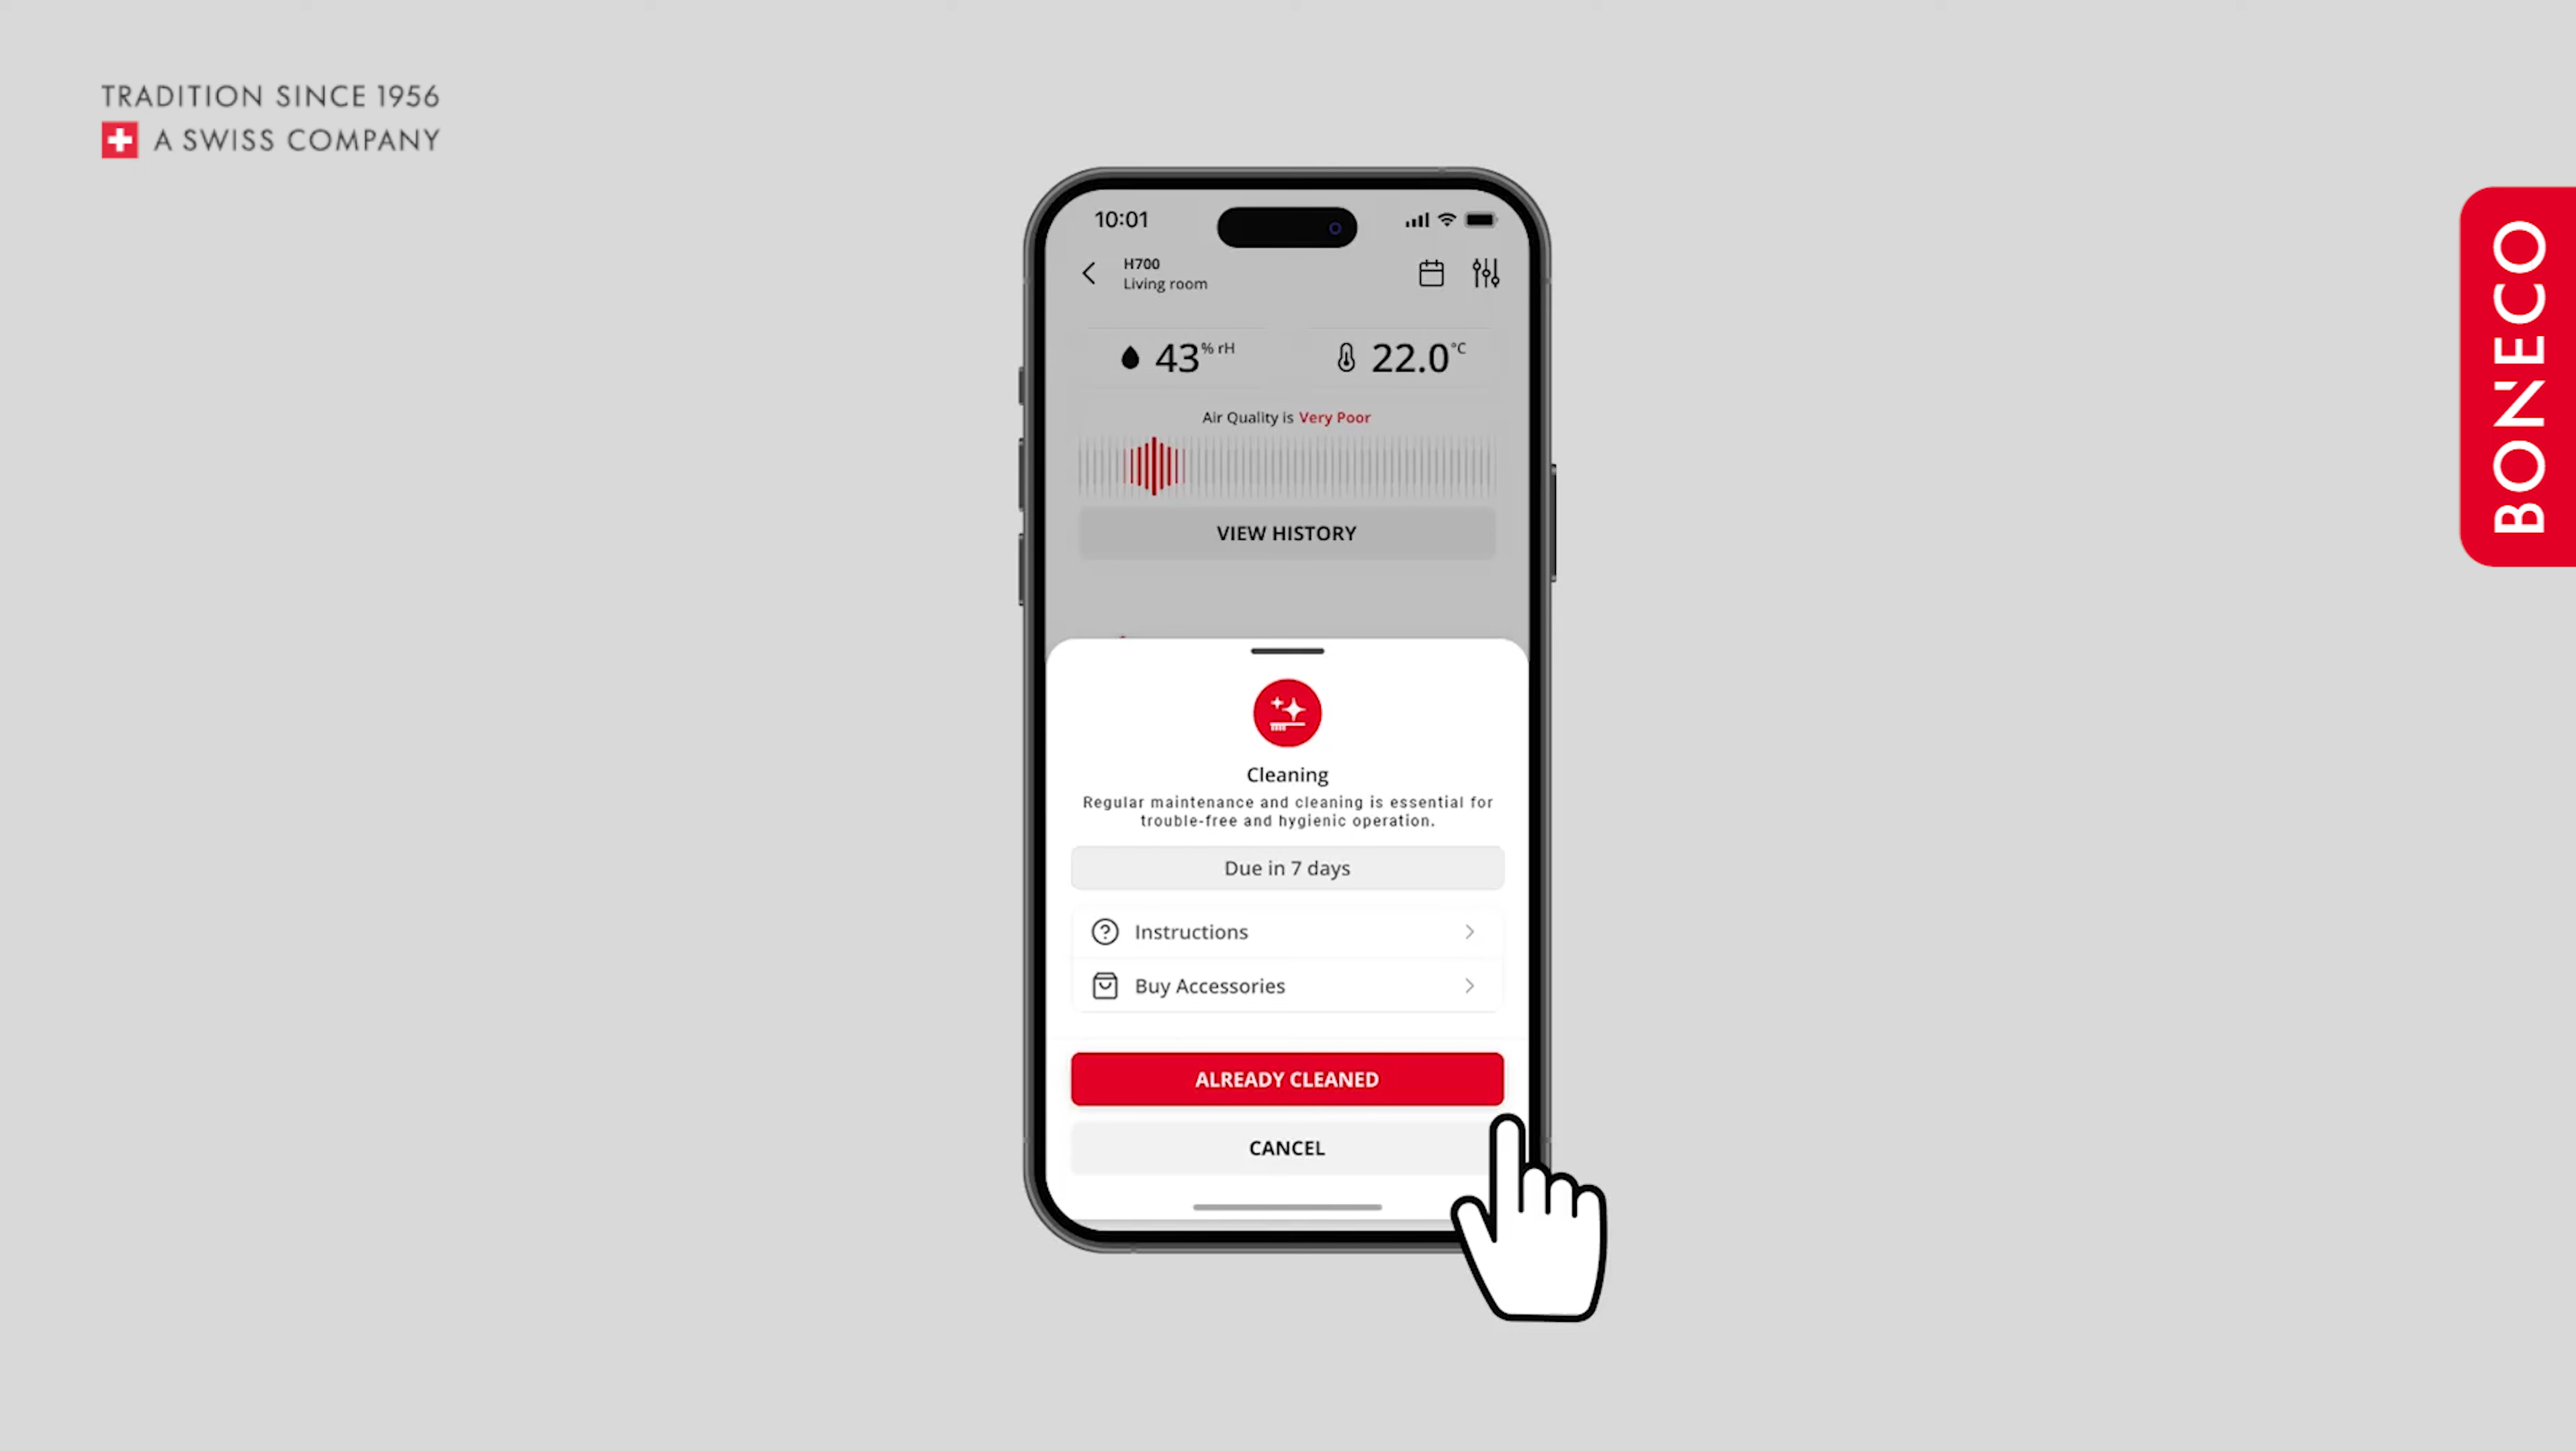 TRADITION SINCE 1956
A SWISS COMPANY
BONECO
10:01
H700
Living room
43 % rH
22.0 °C
Air Quality is Very Poor
VIEW HISTORY
Cleaning
Regular maintenance and cleaning is essential for
trouble-free and hygienic operation.
Due in 7 days
Instructions
Buy Accessories
ALREADY CLEANED
CANCEL